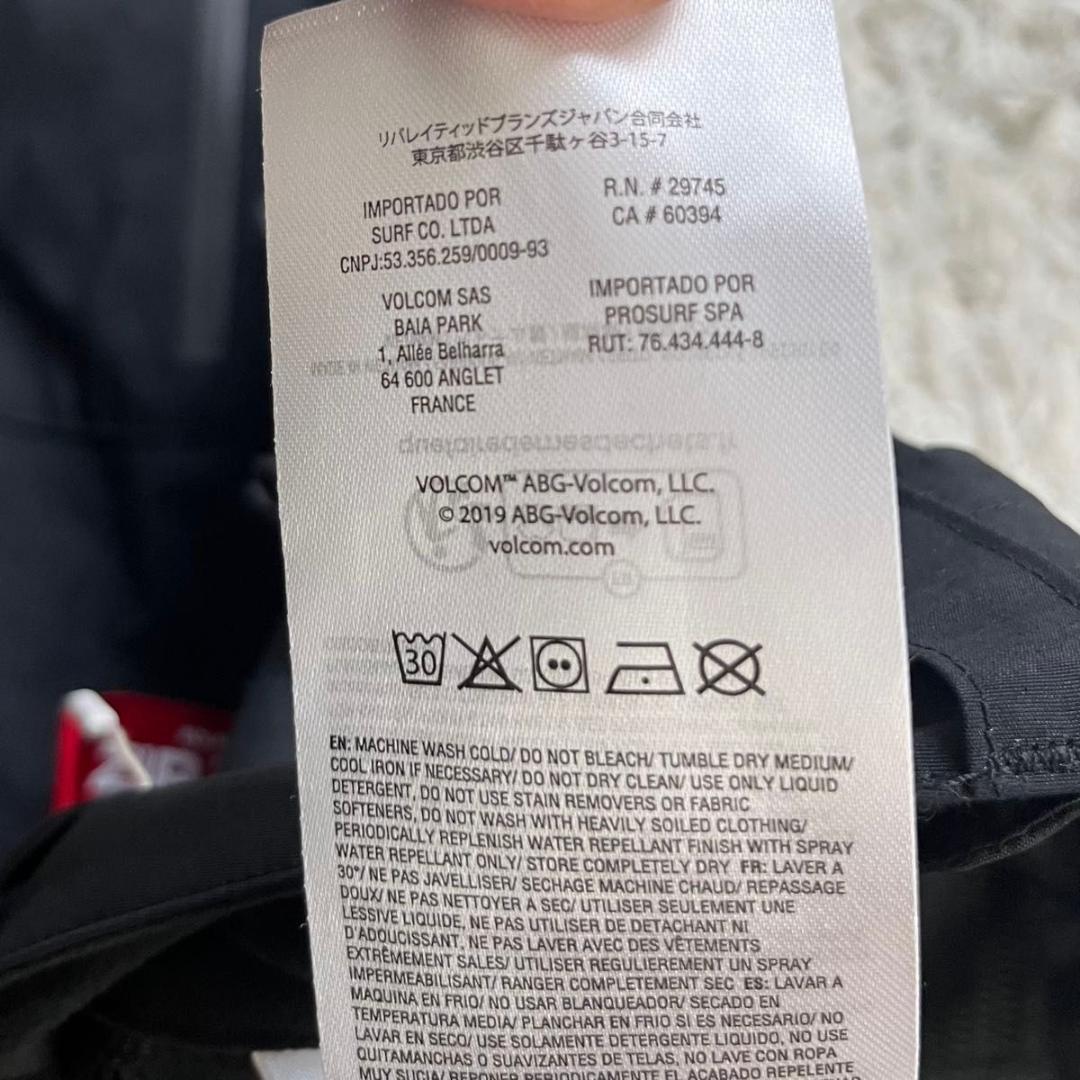 リバレイティッドブランズジャパン合同会社
東京都渋谷区千駄ヶ谷3-15-7
IMPORTADO POR
SURF CO. LTDA
CNPJ:53.356.259/0009-93
R.N. # 29745
CA # 60394
VOLCOM SAS
BAIA PARK
1, Allée Belharra
64 600 ANGLET
FRANCE
IMPORTADO POR
PROSURF SPA
RUT: 76.434.444-8
quefairedemesdechets.fr
VOLCOM™ ABG-Volcom, LLC.
© 2019 ABG-Volcom, LLC.
volcom.com
30
EN: MACHINE WASH COLD/ DO NOT BLEACH/ TUMBLE DRY MEDIUM/
COOL IRON IF NECESSARY/ DO NOT DRY CLEAN/ USE ONLY LIQUID
DETERGENT, DO NOT USE STAIN REMOVERS OR FABRIC
SOFTENERS, DO NOT WASH WITH HEAVILY SOILED CLOTHING/
PERIODICALLY REPLENISH WATER REPELLANT FINISH WITH SPRAY
WATER REPELLANT ONLY/ STORE COMPLETELY DRY FR: LAVER A
30°/ NE PAS JAVELLISER/ SECHAGE MACHINE CHAUD/ REPASSAGE
DOUX/ NE PAS NETTOYER A SEC/ UTILISER SEULEMENT UNE
LESSIVE LIQUIDE, NE PAS UTILISER DE DETACHANT NI
D'ADOUCISSANT, NE PAS LAVER AVEC DES VÊTEMENTS
EXTRÊMEMENT SALES/ UTILISER REGULIEREMENT UN SPRAY
IMPERMEABILISANT/ RANGER COMPLETEMENT SEC ES: LAVAR A
MAQUINA EN FRIO/ NO USAR BLANQUEADOR/ SECADO EN
TEMPERATURA MEDIA/ PLANCHAR EN FRIO SI ES NECESARIO/ NO
LAVAR EN SECO/ USE SOLAMENTE DETERGENTE LIQUIDO, NO USE
QUITAMANCHAS O SUAVIZANTES DE TELAS, NO LAVE CON ROPA
MUY SUCIA/ REPONER PERIODICAMENTE EL ACABADO REPELENTE